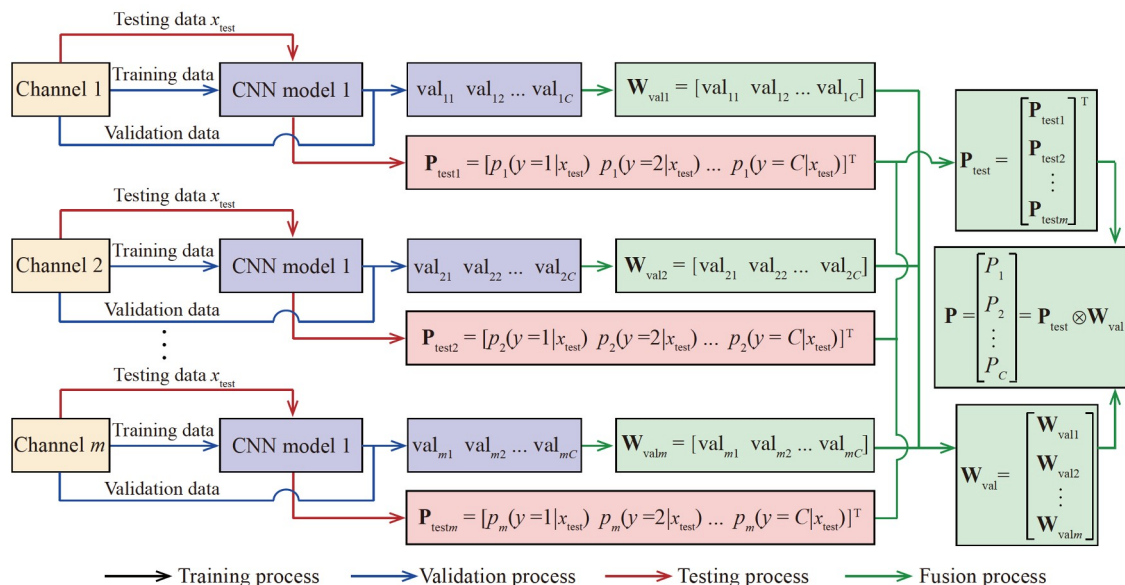 Testing data x_test
Channel 1
Training data
CNN model 1
val_11 val_12 ... val_1C
W_val1 = [val_11 val_12 ... val_1C]
Validation data
P_test1 = [p_1(y =1|x_test) p_1(y =2|x_test) ... p_1(y = C|x_test)]^T
Testing data x_test
Channel 2
Training data
CNN model 1
val_21 val_22 ... val_2C
W_val2 = [val_21 val_22 ... val_2C]
Validation data
P_test2 = [p_2(y =1|x_test) p_2(y =2|x_test) ... p_2(y = C|x_test)]^T
⋮
Testing data x_test
Channel m
Training data
CNN model 1
val_m1 val_m2 ... val_mC
W_valm = [val_m1 val_m2 ... val_mC]
Validation data
P_testm = [p_m(y =1|x_test) p_m(y =2|x_test) ... p_m(y = C|x_test)]^T
P_test = [P_test1 P_test2 ⋮ P_testm]^T
P = [P_1 P_2 ⋮ P_C] = P_test ⊗ W_val
W_val = [W_val1 W_val2 ⋮ W_valm]
Training process
Validation process
Testing process
Fusion process